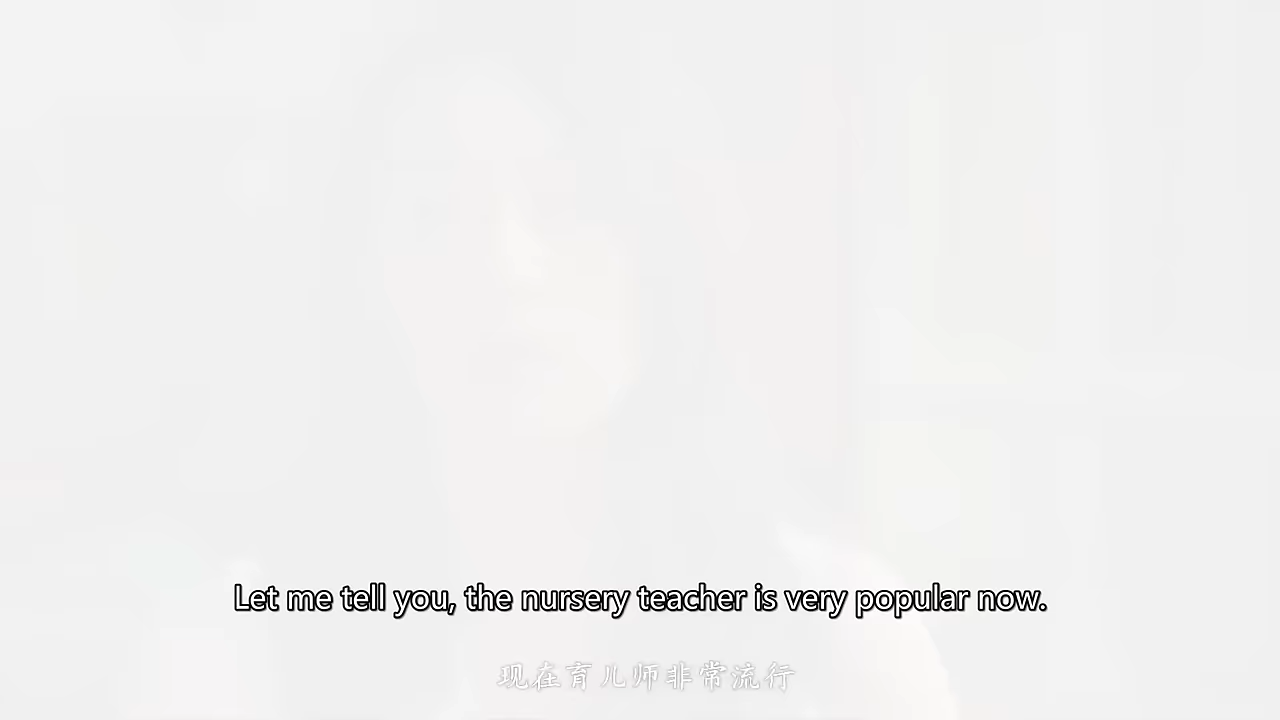 Let me tell you, the nursery teacher is very popular now.
现在育儿师非常流行